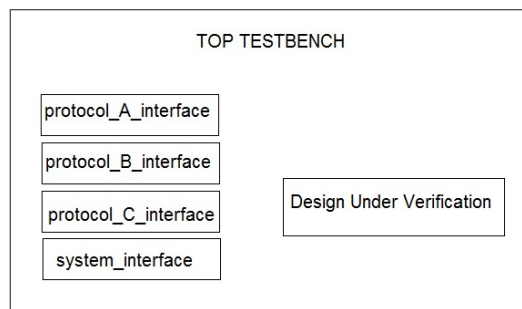 TOP TESTBENCH
protocol_A_interface
protocol_B_interface
protocol_C_interface
system_interface
Design Under Verification